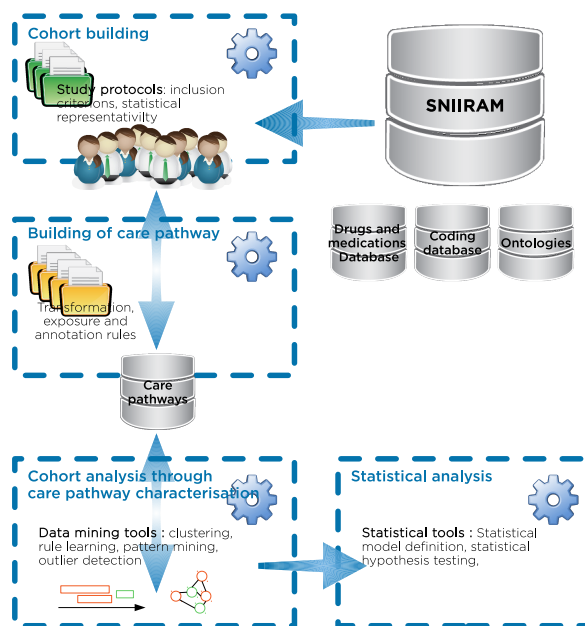 Cohort building
Study protocols: inclusion
criterions, statistical
representativity
SNIIRAM
Drugs and
medications
Database
Coding
database
Ontologies
Building of care pathway
Transformation,
exposure and
annotation rules
Care
pathways
Cohort analysis through
care pathway characterisation
Data mining tools : clustering,
rule learning, pattern mining,
outlier detection
Statistical analysis
Statistical tools : Statistical
model definition, statistical
hypothesis testing,